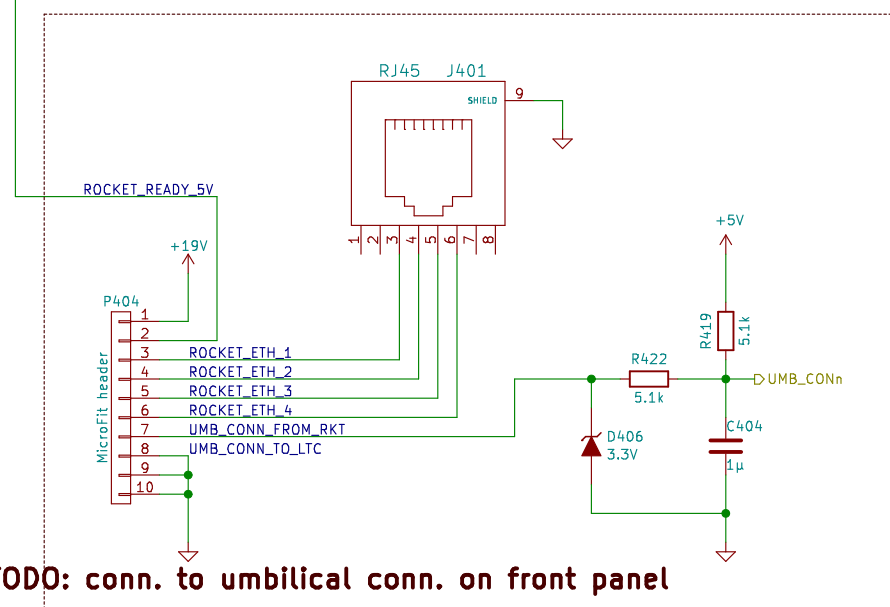 RJ45 J401
SHIELD 9
1 2 3 4 5 6 7 8
ROCKET_READY_5V
+19V
P404
MicroFit header
1
2
3 ROCKET_ETH_1
4 ROCKET_ETH_2
5 ROCKET_ETH_3
6 ROCKET_ETH_4
7 UMB_CONN_FROM_RKT
8 UMB_CONN_TO_LTC
9
10
+5V
R419
5.1k
R422
5.1k
UMB_CONn
D406
3.3V
C404
1µ
TODO: conn. to umbilical conn. on front panel